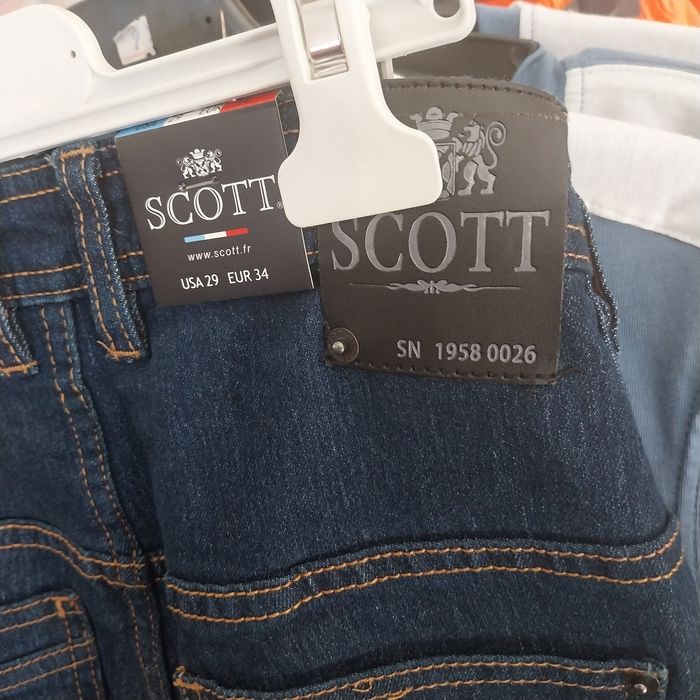 SCOTT
www.scott.fr
USA 29 EUR 34
SCOTT
SN 1958 0026